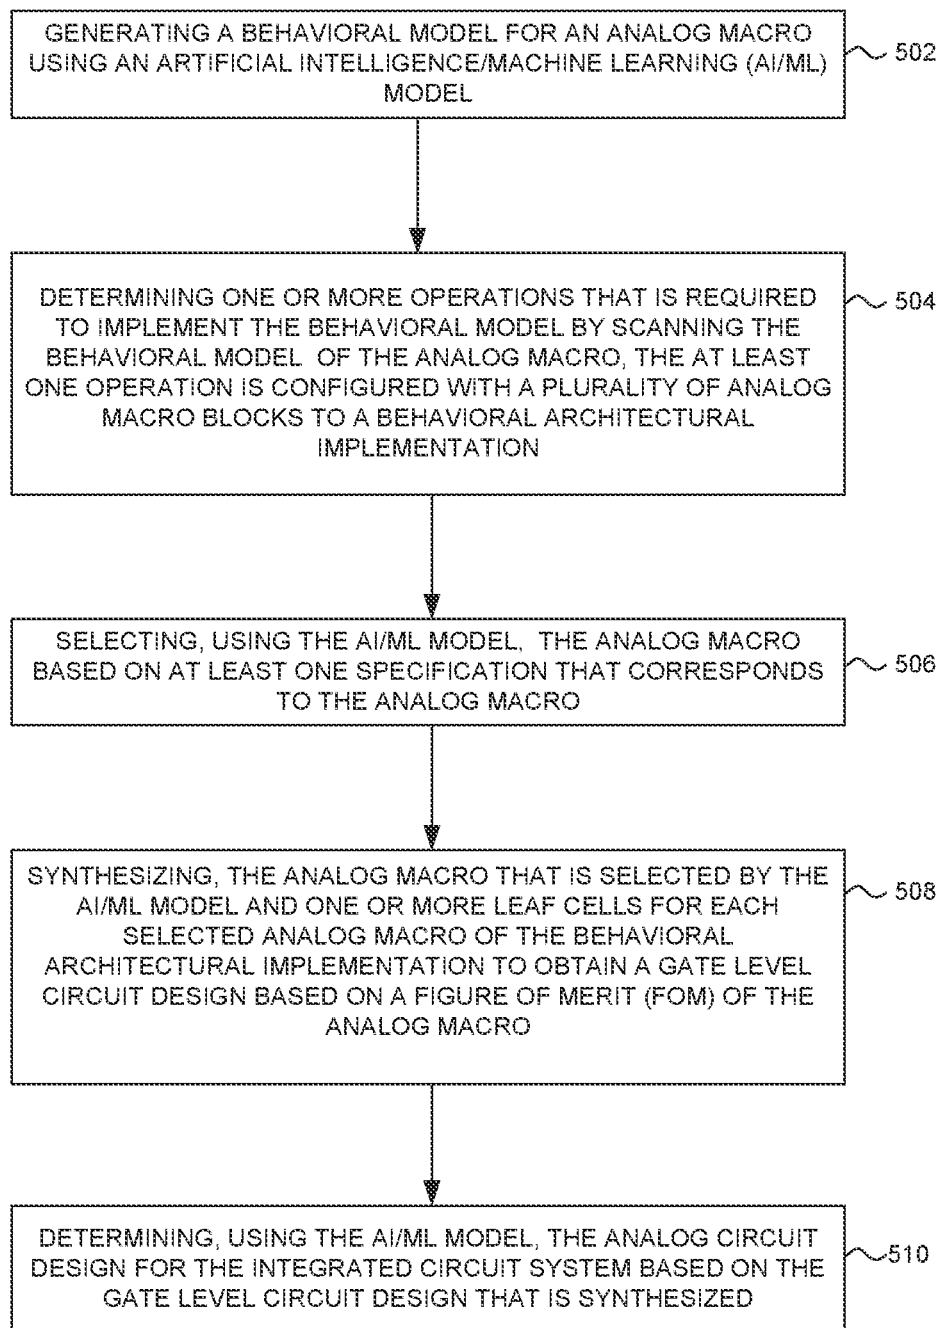 GENERATING A BEHAVIORAL MODEL FOR AN ANALOG MACRO
USING AN ARTIFICIAL INTELLIGENCE/MACHINE LEARNING (AI/ML)
MODEL
502
DETERMINING ONE OR MORE OPERATIONS THAT IS REQUIRED
TO IMPLEMENT THE BEHAVIORAL MODEL BY SCANNING THE
BEHAVIORAL MODEL OF THE ANALOG MACRO, THE AT LEAST
ONE OPERATION IS CONFIGURED WITH A PLURALITY OF ANALOG
MACRO BLOCKS TO A BEHAVIORAL ARCHITECTURAL
IMPLEMENTATION
504
SELECTING, USING THE AI/ML MODEL, THE ANALOG MACRO
BASED ON AT LEAST ONE SPECIFICATION THAT CORRESPONDS
TO THE ANALOG MACRO
506
SYNTHESIZING, THE ANALOG MACRO THAT IS SELECTED BY THE
AI/ML MODEL AND ONE OR MORE LEAF CELLS FOR EACH
SELECTED ANALOG MACRO OF THE BEHAVIORAL
ARCHITECTURAL IMPLEMENTATION TO OBTAIN A GATE LEVEL
CIRCUIT DESIGN BASED ON A FIGURE OF MERIT (FOM) OF THE
ANALOG MACRO
508
DETERMINING, USING THE AI/ML MODEL, THE ANALOG CIRCUIT
DESIGN FOR THE INTEGRATED CIRCUIT SYSTEM BASED ON THE
GATE LEVEL CIRCUIT DESIGN THAT IS SYNTHESIZED
510